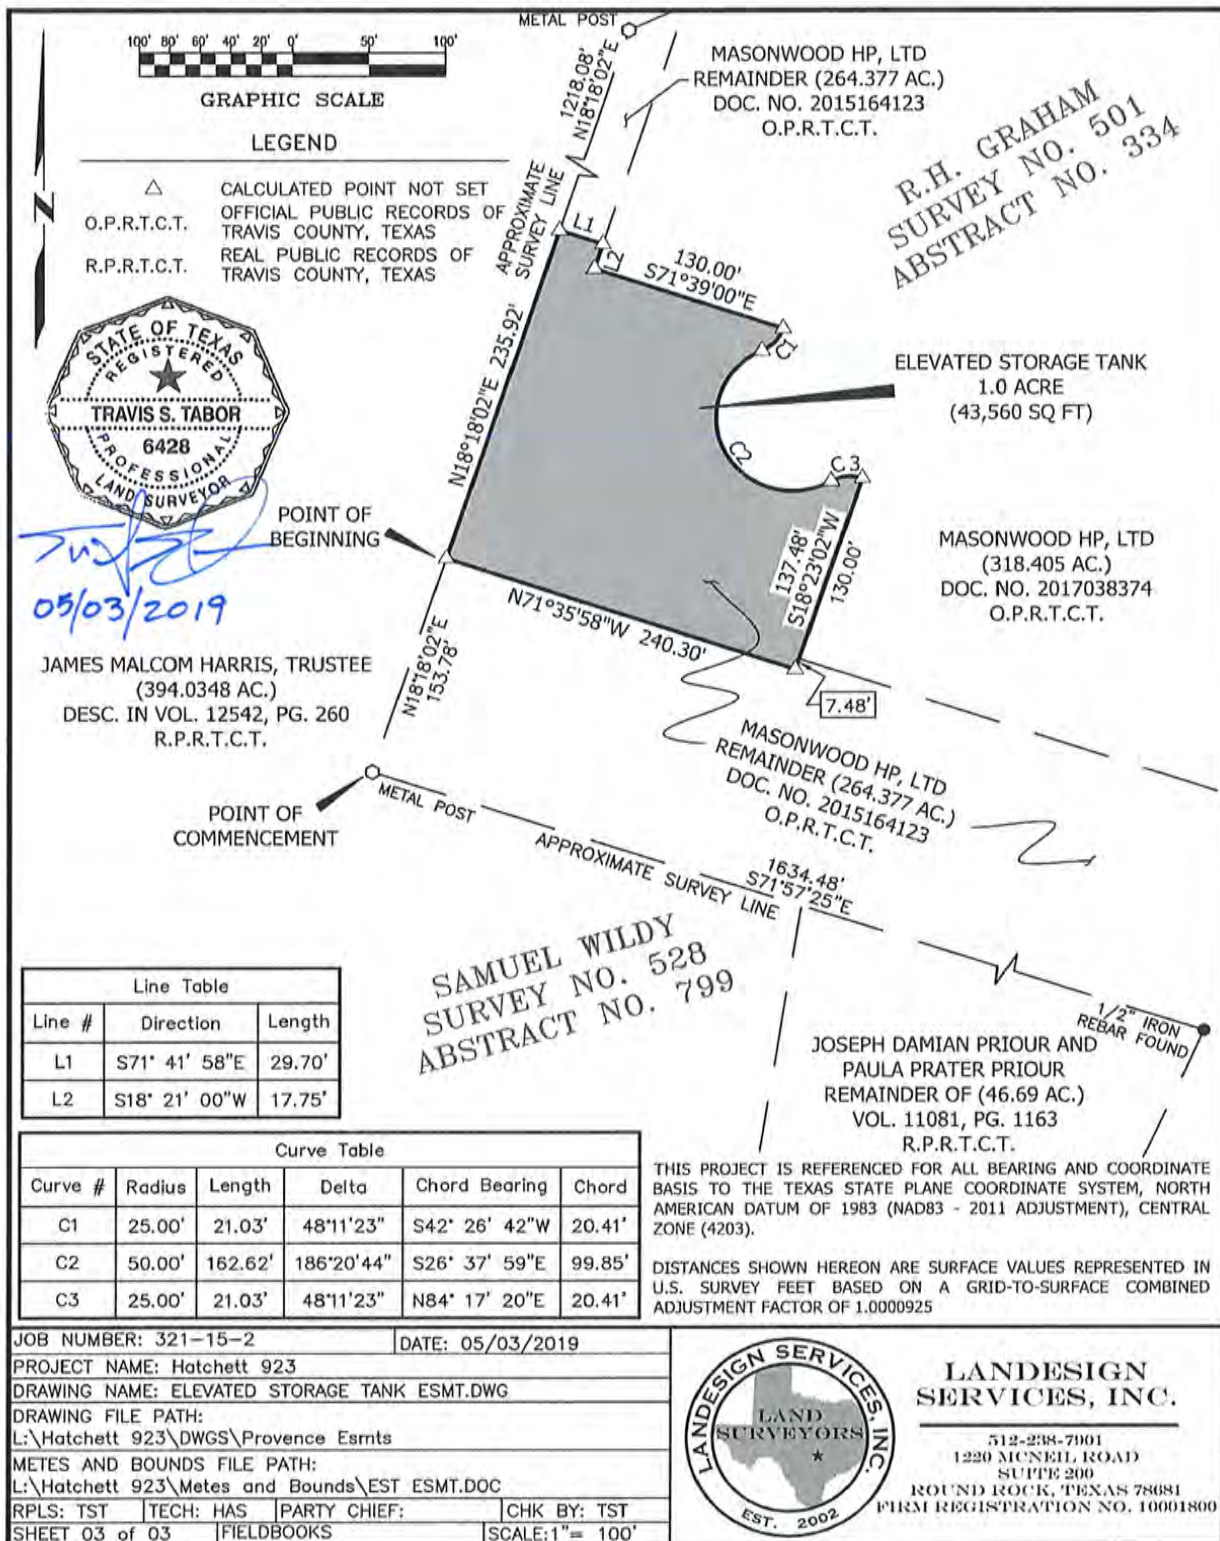 METAL POST
100' 80' 60' 40' 20' 0' 50' 100'
GRAPHIC SCALE
LEGEND
CALCULATED POINT NOT SET
O.P.R.T.C.T. OFFICIAL PUBLIC RECORDS OF
TRAVIS COUNTY, TEXAS
R.P.R.T.C.T. REAL PUBLIC RECORDS OF
TRAVIS COUNTY, TEXAS
N
1218.08'
N18°18'02"E
APPROXIMATE
SURVEY LINE
MASONWOOD HP, LTD
REMAINDER (264.377 AC.)
DOC. NO. 2015164123
O.P.R.T.C.T.
R.H. GRAHAM
SURVEY NO. 501
ABSTRACT NO. 334
L1
L2
130.00'
S71°39'00"E
C1
C2
C3
ELEVATED STORAGE TANK
1.0 ACRE
(43,560 SQ FT)
STATE OF TEXAS
REGISTERED
TRAVIS S. TABOR
6428
PROFESSIONAL
LAND SURVEYOR
05/03/2019
N18°18'02"E 235.92'
POINT OF
BEGINNING
137.48'
S18°23'02"W
130.00'
MASONWOOD HP, LTD
(318.405 AC.)
DOC. NO. 2017038374
O.P.R.T.C.T.
N71°35'58"W 240.30'
7.48'
JAMES MALCOM HARRIS, TRUSTEE
(394.0348 AC.)
DESC. IN VOL. 12542, PG. 260
R.P.R.T.C.T.
N18°18'02"E
153.78'
MASONWOOD HP, LTD
REMAINDER (264.377 AC.)
DOC. NO. 2015164123
O.P.R.T.C.T.
POINT OF
COMMENCEMENT
METAL POST
APPROXIMATE SURVEY LINE
1634.48'
S71°57'25"E
SAMUEL WILDY
SURVEY NO. 528
ABSTRACT NO. 799
1/2" IRON
REBAR FOUND
JOSEPH DAMIAN PRIOUR AND
PAULA PRATER PRIOUR
REMAINDER OF (46.69 AC.)
VOL. 11081, PG. 1163
R.P.R.T.C.T.
Line Table
Line # Direction Length
L1 S71° 41' 58"E 29.70'
L2 S18° 21' 00"W 17.75'
Curve Table
Curve # Radius Length Delta Chord Bearing Chord
C1 25.00' 21.03' 48°11'23" S42° 26' 42"W 20.41'
C2 50.00' 162.62' 186°20'44" S26° 37' 59"E 99.85'
C3 25.00' 21.03' 48°11'23" N84° 17' 20"E 20.41'
THIS PROJECT IS REFERENCED FOR ALL BEARING AND COORDINATE
BASIS TO THE TEXAS STATE PLANE COORDINATE SYSTEM, NORTH
AMERICAN DATUM OF 1983 (NAD83 - 2011 ADJUSTMENT), CENTRAL
ZONE (4203).
DISTANCES SHOWN HEREON ARE SURFACE VALUES REPRESENTED IN
U.S. SURVEY FEET BASED ON A GRID-TO-SURFACE COMBINED
ADJUSTMENT FACTOR OF 1.0000925
JOB NUMBER: 321-15-2 DATE: 05/03/2019
PROJECT NAME: Hatchett 923
DRAWING NAME: ELEVATED STORAGE TANK ESMT.DWG
DRAWING FILE PATH:
L:\Hatchett 923\DWGS\Provence Esmts
METES AND BOUNDS FILE PATH:
L:\Hatchett 923\Metes and Bounds\EST ESMT.DOC
RPLS: TST TECH: HAS PARTY CHIEF: CHK BY: TST
SHEET 03 of 03 FIELDBOOKS SCALE:1"= 100'
LANDESIGN SERVICES, INC.
LAND
SURVEYORS
EST. 2002
LANDESIGN
SERVICES, INC.
512-238-7901
1220 MCNEIL ROAD
SUITE 200
ROUND ROCK, TEXAS 78681
FIRM REGISTRATION NO. 10001800